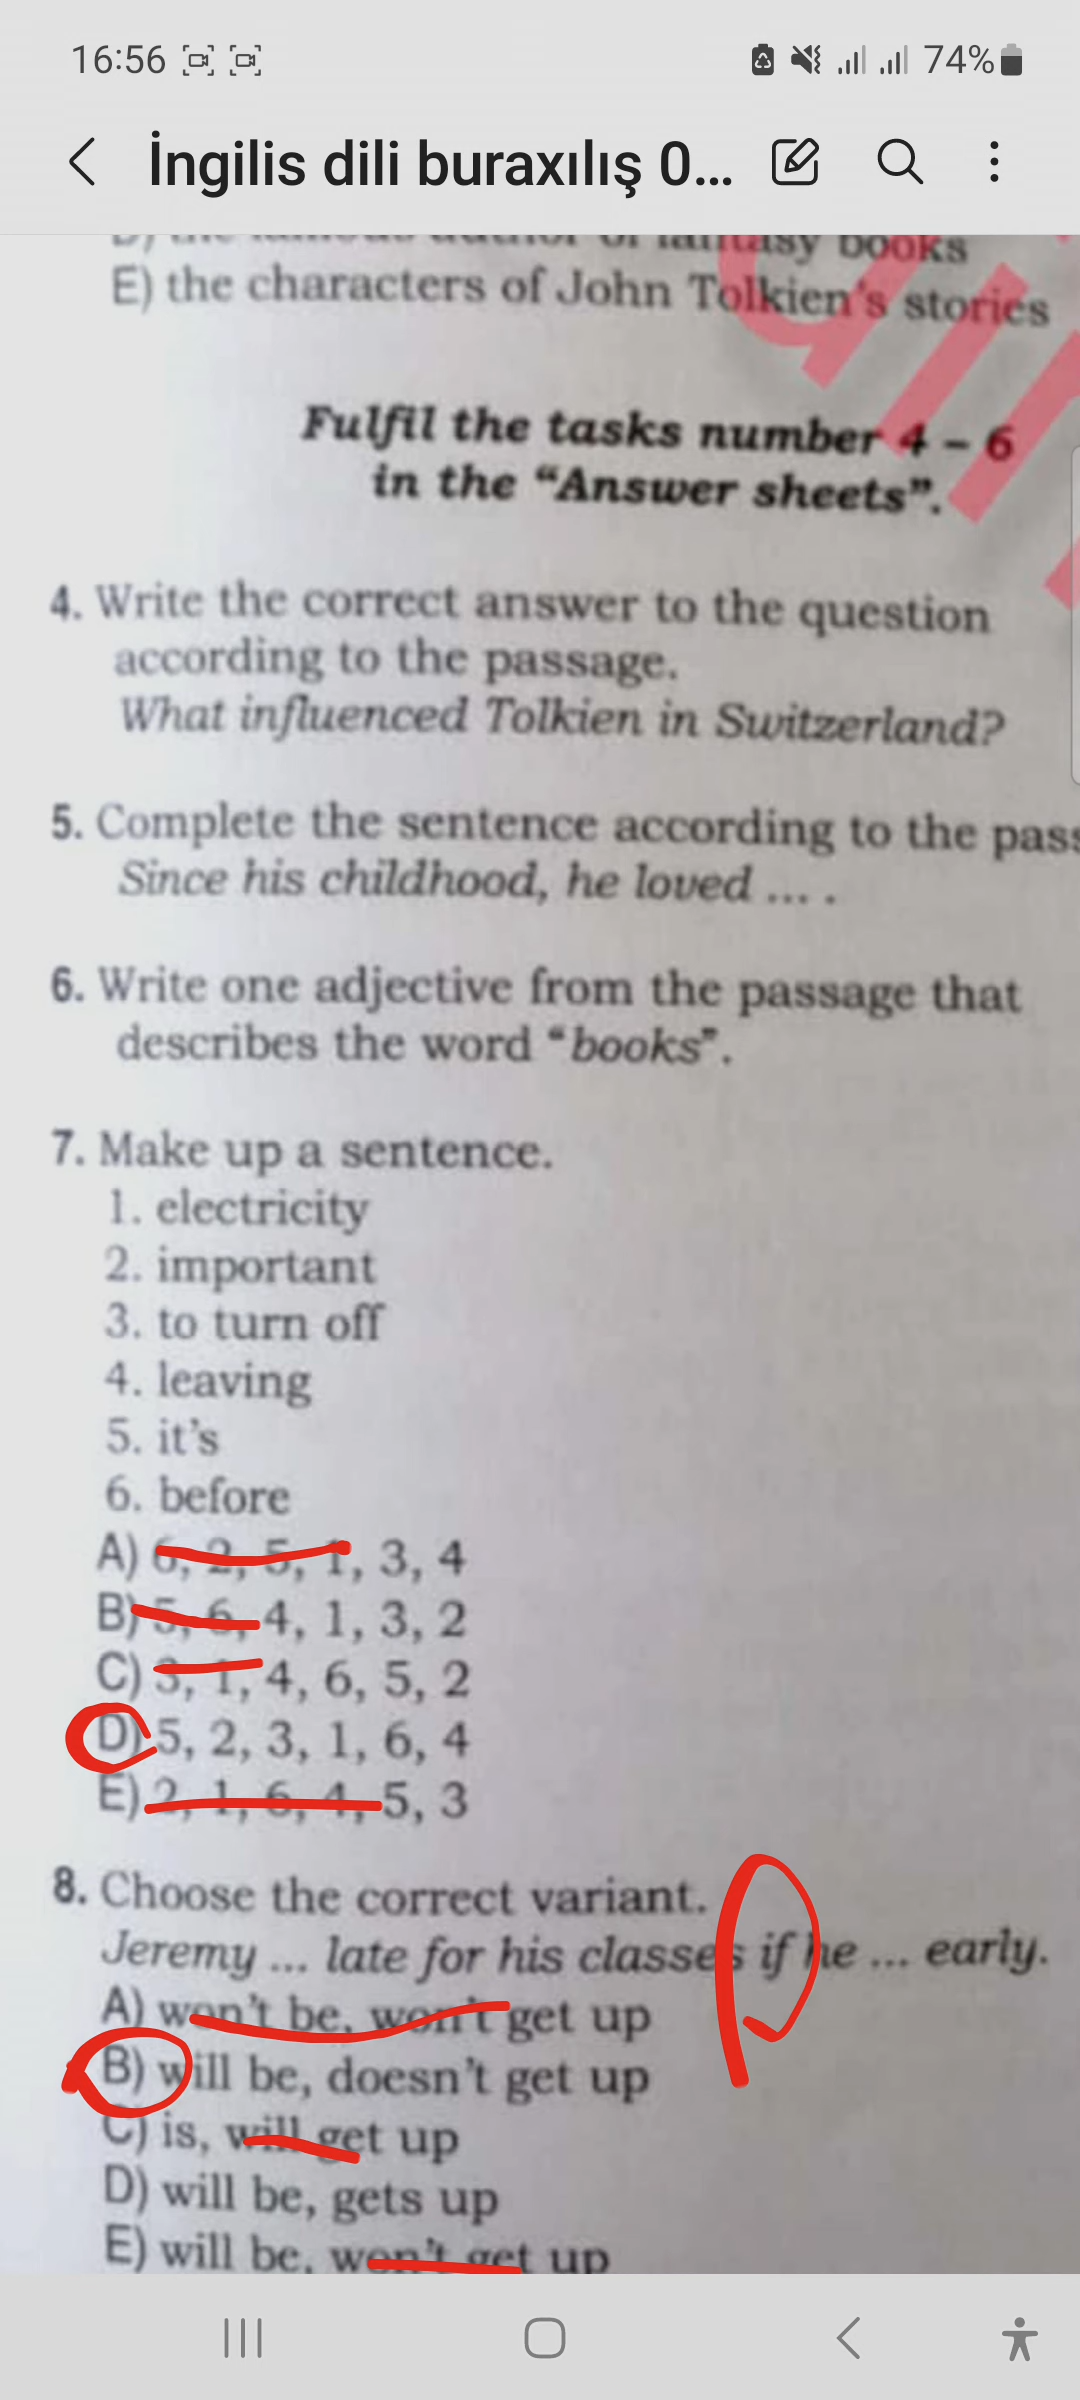 16:56
74%
İngilis dili buraxılış 0...
D) the famous author of fantasy books
E) the characters of John Tolkien's stories
Fulfil the tasks number 4 – 6
in the “Answer sheets”.
4. Write the correct answer to the question
according to the passage.
What influenced Tolkien in Switzerland?
5. Complete the sentence according to the pass
Since his childhood, he loved ... .
6. Write one adjective from the passage that
describes the word “books”.
7. Make up a sentence.
1. electricity
2. important
3. to turn off
4. leaving
5. it's
6. before
A) 6, 2, 5, 1, 3, 4
B) 5, 6, 4, 1, 3, 2
C) 3, 1, 4, 6, 5, 2
D) 5, 2, 3, 1, 6, 4
E) 2, 1, 6, 4, 5, 3
8. Choose the correct variant.
Jeremy ... late for his classes if he ... early.
A) won't be, won't get up
B) will be, doesn't get up
C) is, will get up
D) will be, gets up
E) will be, won't get up